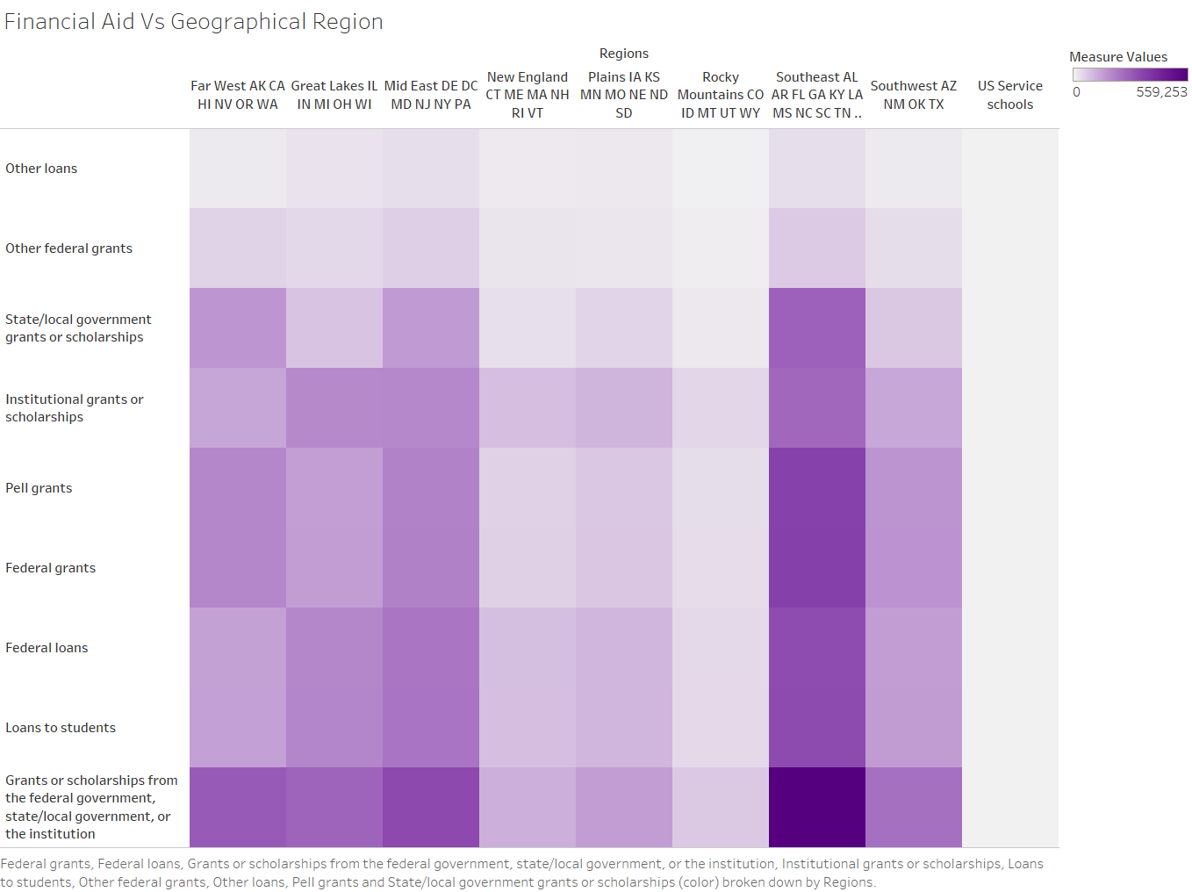 Financial Aid Vs Geographical Region
Regions
Far West AK CA
HI NV OR WA
Great Lakes IL
IN MI OH WI
Mid East DE DC
MD NJ NY PA
New England
CT ME MA NH
RI VT
Plains IA KS
MN MO NE ND
SD
Rocky
Mountains CO
ID MT UT WY
Southeast AL
AR FL GA KY LA
MS NC SC TN ..
Southwest AZ
NM OK TX
US Service
schools
Measure Values
0 559,253
Other loans
Other federal grants
State/local government
grants or scholarships
Institutional grants or
scholarships
Pell grants
Federal grants
Federal loans
Loans to students
Grants or scholarships from
the federal government,
state/local government, or
the institution
Federal grants, Federal loans, Grants or scholarships from the federal government, state/local government, or the institution, Institutional grants or scholarships, Loans
to students, Other federal grants, Other loans, Pell grants and State/local government grants or scholarships (color) broken down by Regions.